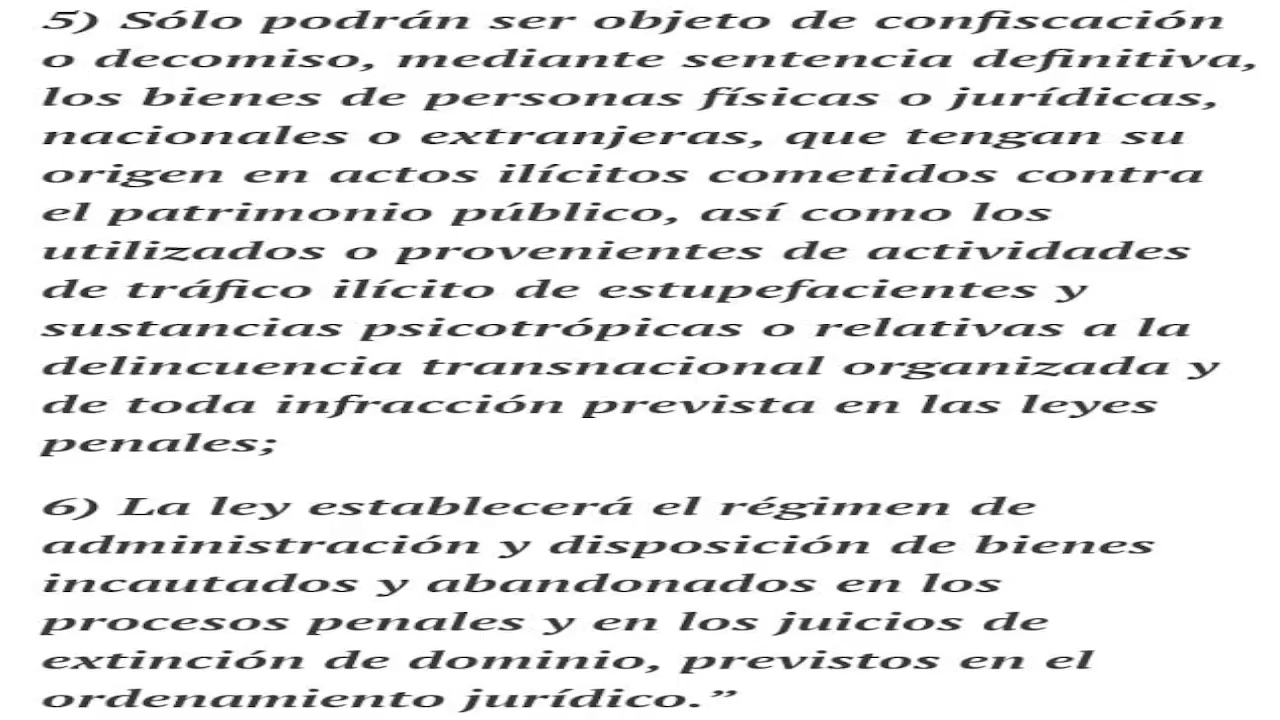 5) Sólo podrán ser objeto de confiscación
o decomiso, mediante sentencia definitiva,
los bienes de personas físicas o jurídicas,
nacionales o extranjeras, que tengan su
origen en actos ilícitos cometidos contra
el patrimonio público, así como los
utilizados o provenientes de actividades
de tráfico ilícito de estupefacientes y
sustancias psicotrópicas o relativas a la
delincuencia transnacional organizada y
de toda infracción prevista en las leyes
penales;
6) La ley establecerá el régimen de
administración y disposición de bienes
incautados y abandonados en los
procesos penales y en los juicios de
extinción de dominio, previstos en el
ordenamiento jurídico.”